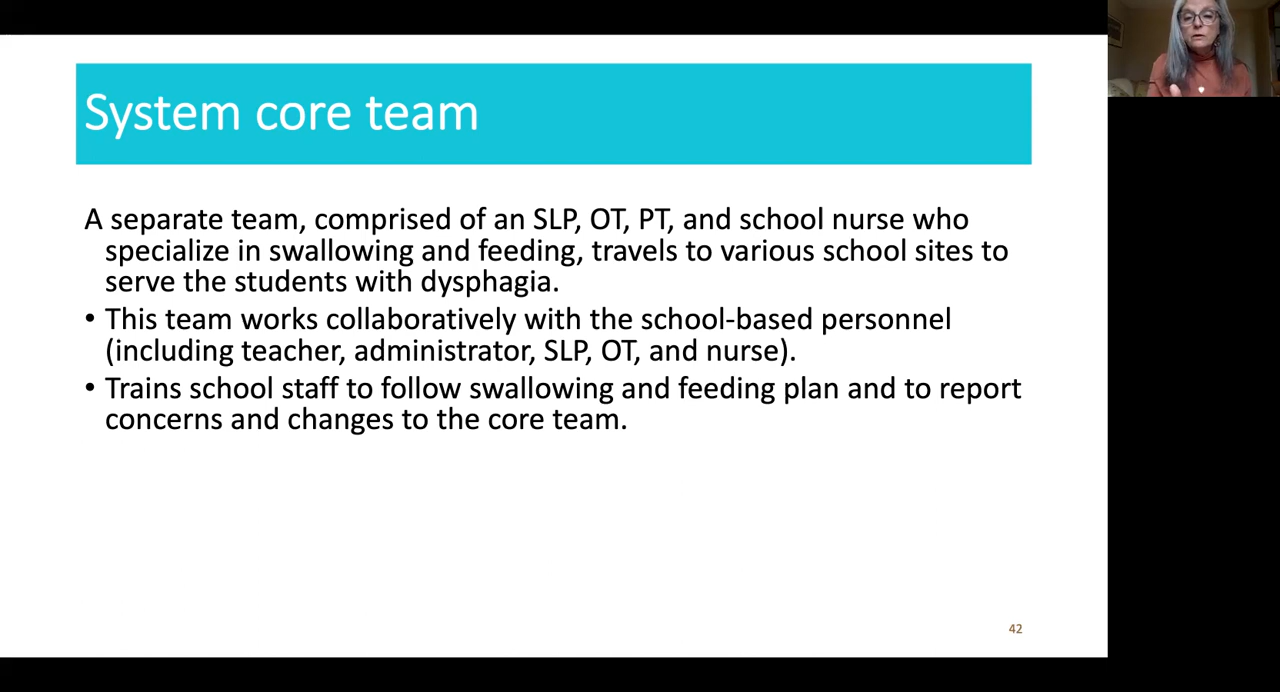 System core team
A separate team, comprised of an SLP, OT, PT, and school nurse who
specialize in swallowing and feeding, travels to various school sites to
serve the students with dysphagia.
• This team works collaboratively with the school-based personnel
(including teacher, administrator, SLP, OT, and nurse).
• Trains school staff to follow swallowing and feeding plan and to report
concerns and changes to the core team.
42